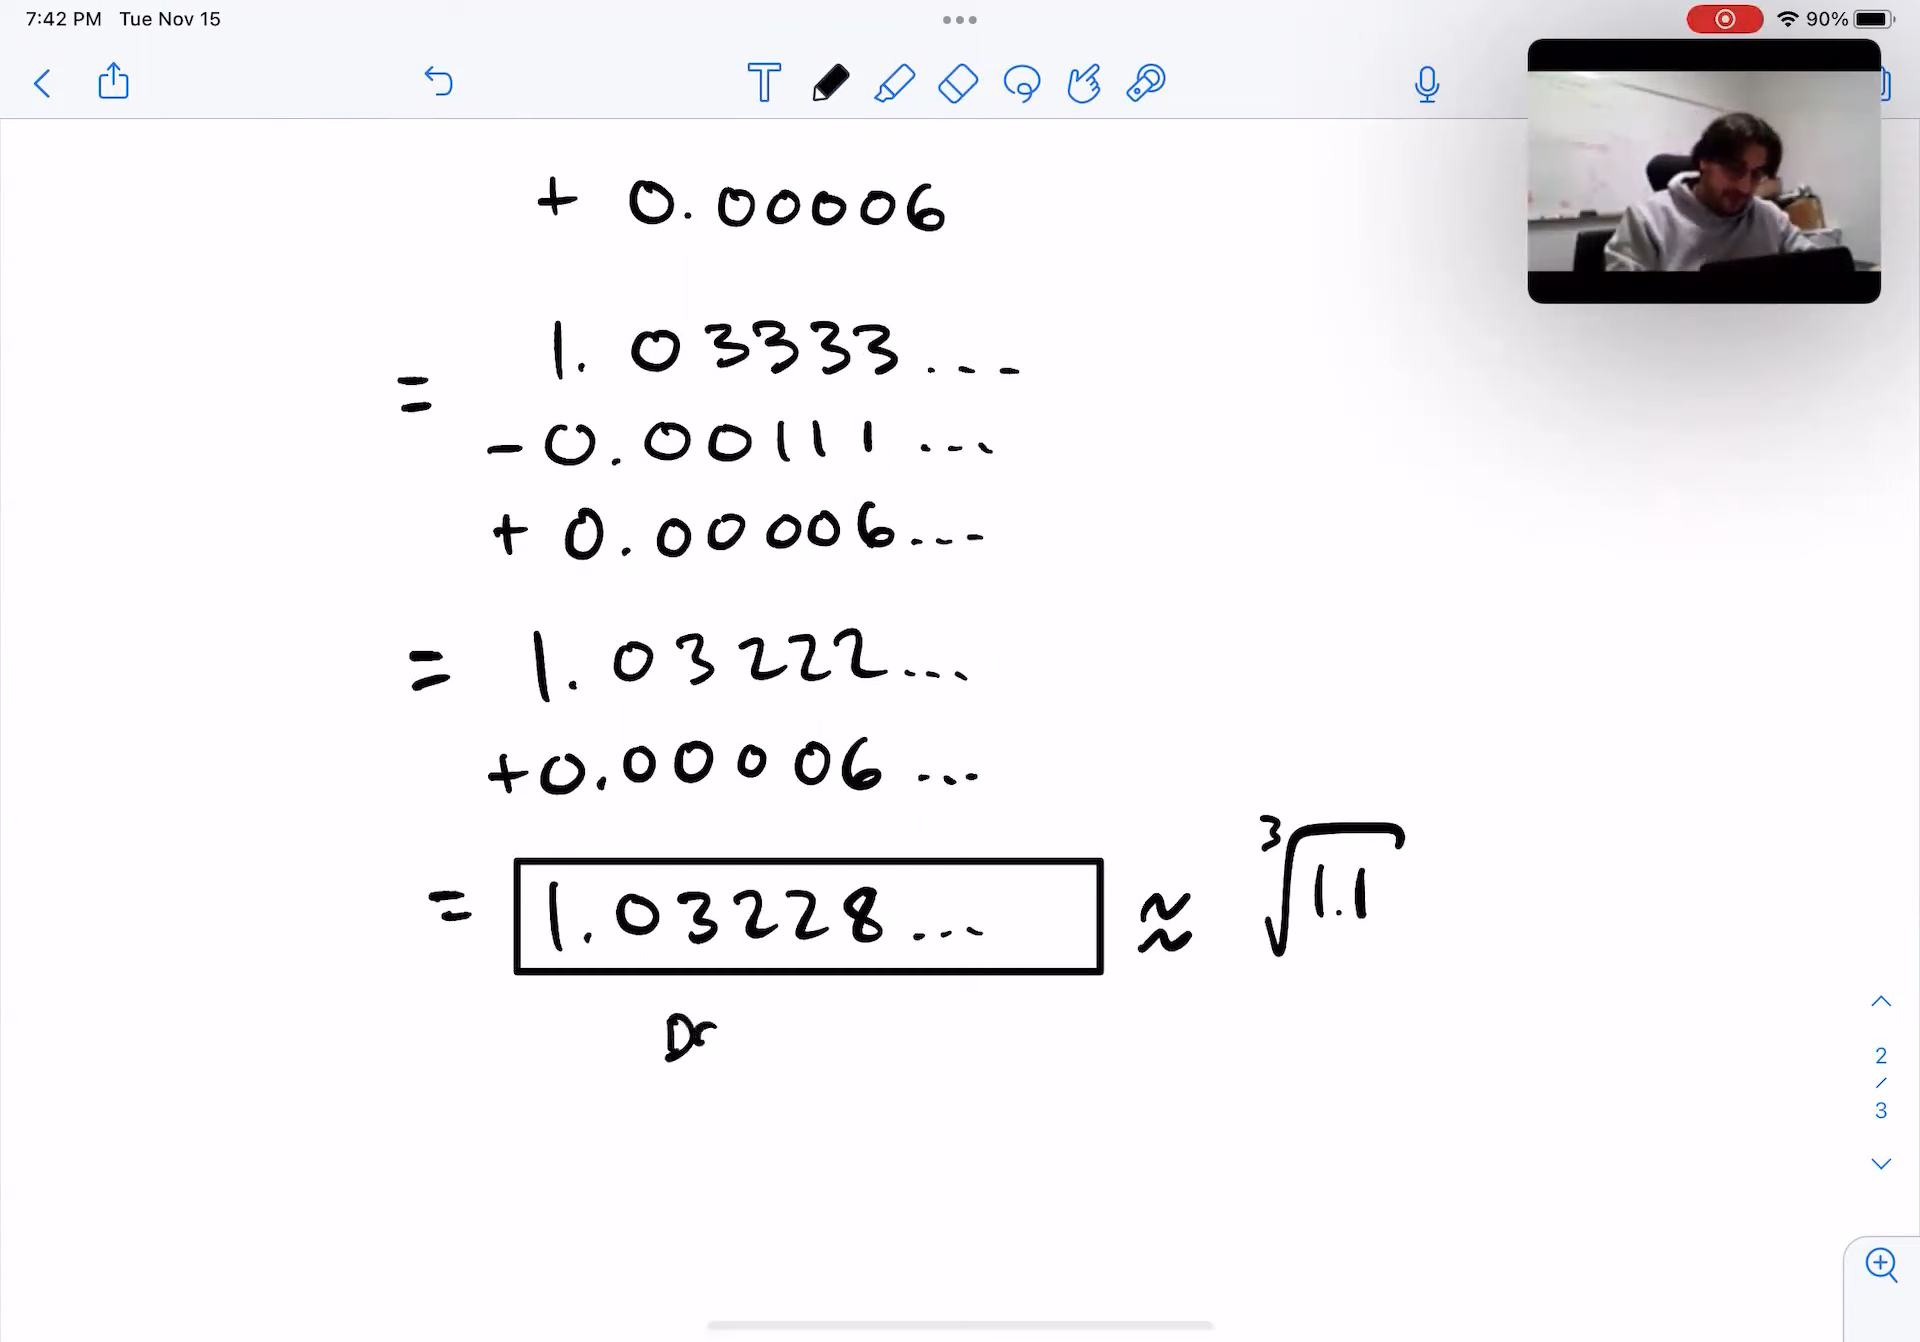 7:42 PM Tue Nov 15
90%
T
+ 0.00006
= 1.03333...
- 0.00111...
+ 0.00006...
= 1.03222...
+0.00006...
= 1.03228... ≈ ∛1.1
Dr
2
/
3